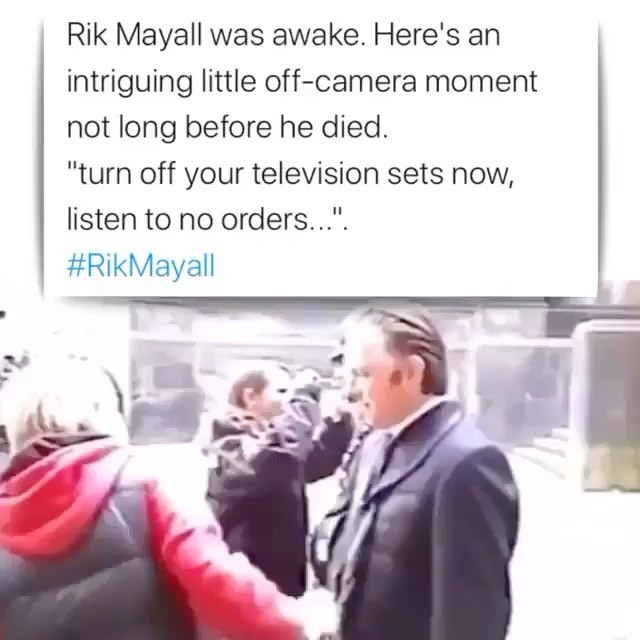 Rik Mayall was awake. Here's an
intriguing little off-camera moment
not long before he died.
"turn off your television sets now,
listen to no orders...".
#RikMayall